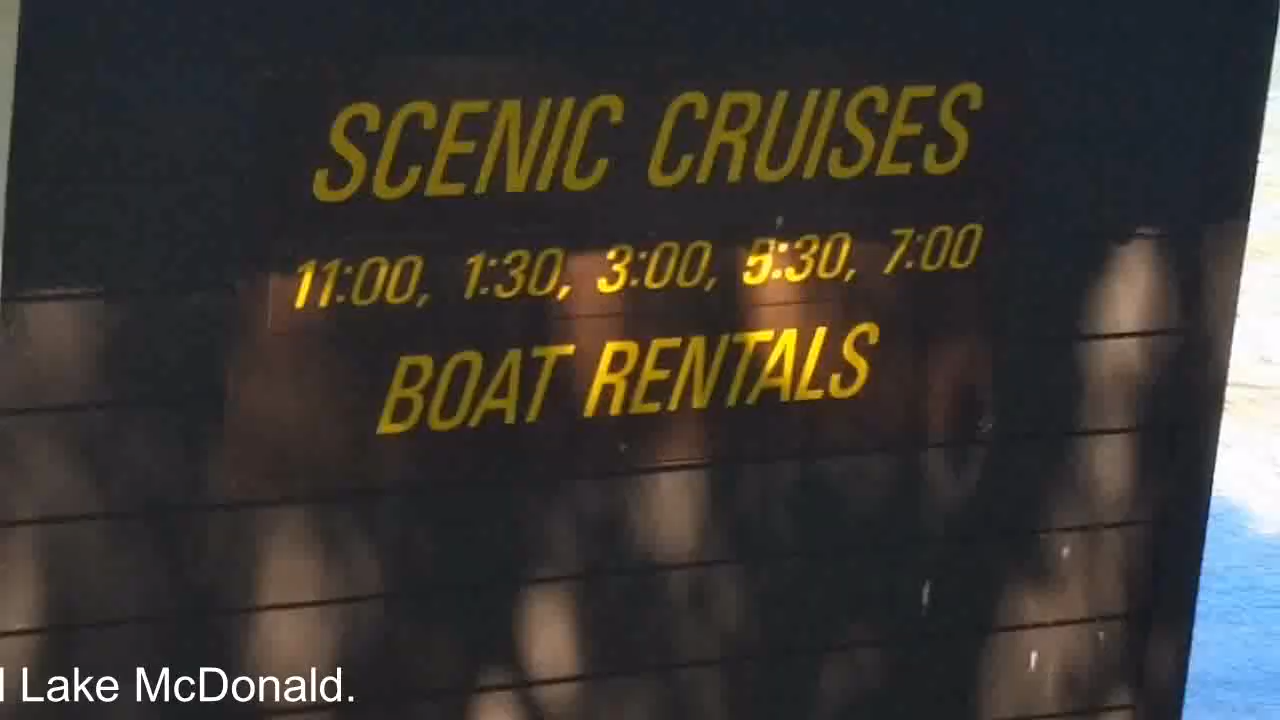 SCENIC CRUISES
11:00, 1:30, 3:00, 5:30, 7:00
BOAT RENTALS
Lake McDonald.